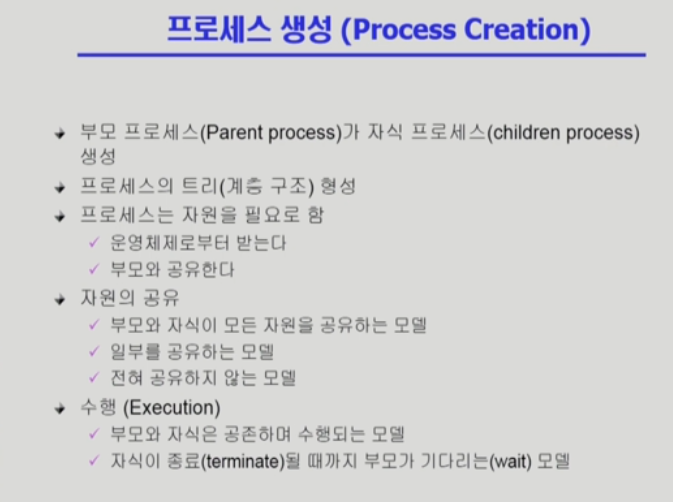 프로세스 생성 (Process Creation)
부모 프로세스(Parent process)가 자식 프로세스(children process)
생성
프로세스의 트리(계층 구조) 형성
프로세스는 자원을 필요로 함
운영체제로부터 받는다
부모와 공유한다
자원의 공유
부모와 자식이 모든 자원을 공유하는 모델
일부를 공유하는 모델
전혀 공유하지 않는 모델
수행 (Execution)
부모와 자식은 공존하며 수행되는 모델
자식이 종료(terminate)될 때까지 부모가 기다리는(wait) 모델